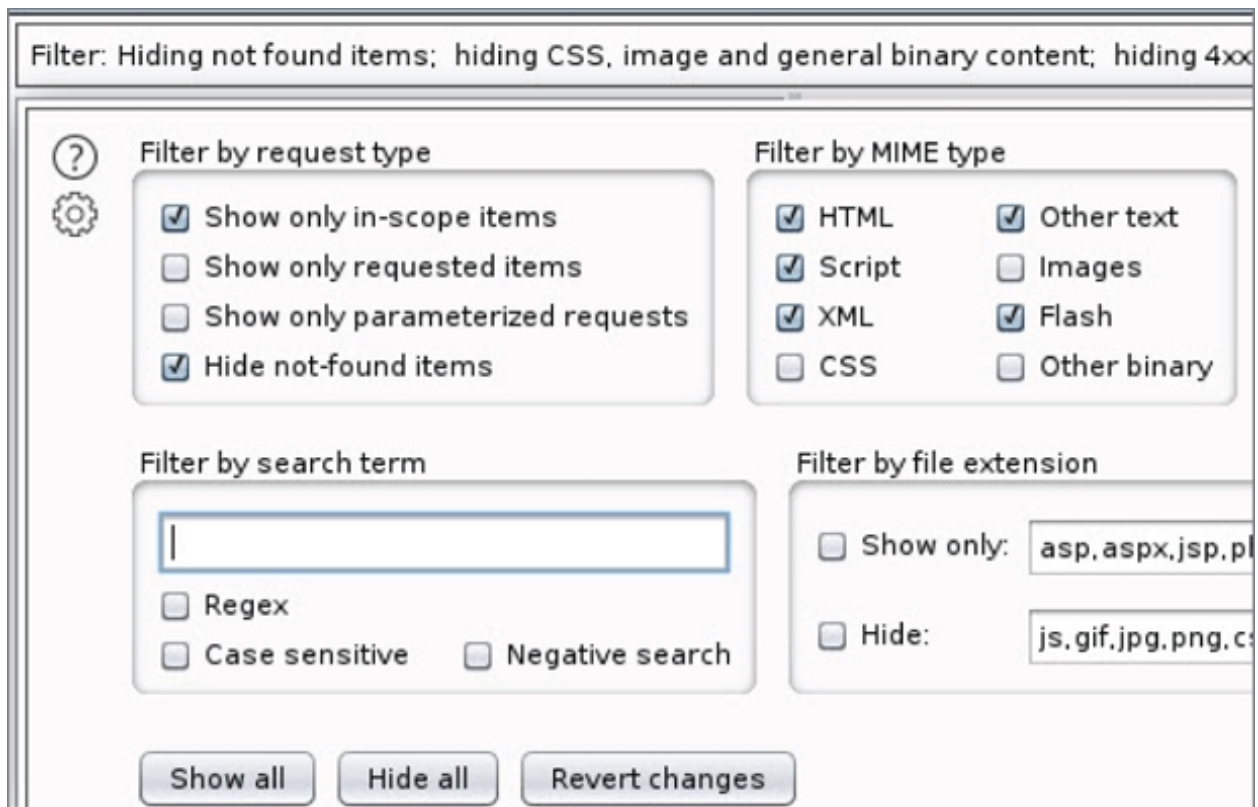 Filter: Hiding not found items;  hiding CSS, image and general binary content;  hiding 4xx
Filter by request type
Show only in-scope items
Show only requested items
Show only parameterized requests
Hide not-found items
Filter by MIME type
HTML
Other text
Script
Images
XML
Flash
CSS
Other binary
Filter by search term
Regex
Case sensitive
Negative search
Filter by file extension
Show only:
asp,aspx,jsp,
Hide:
js,gif,jpg,png,
Show all
Hide all
Revert changes